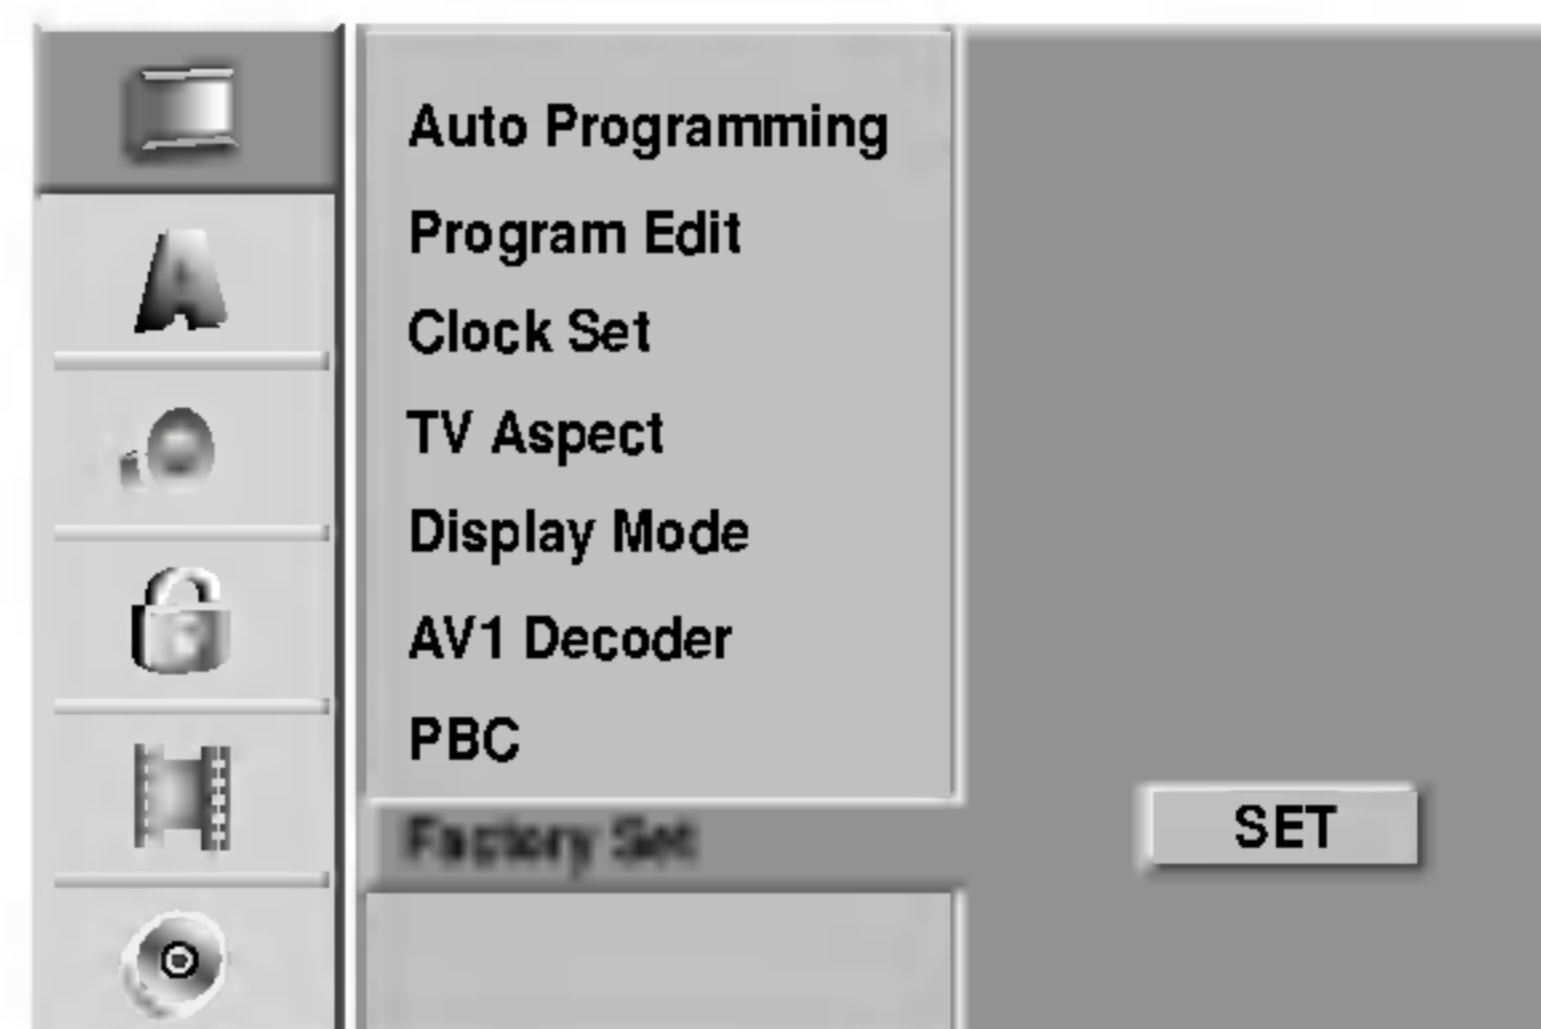 Auto Programming
Program Edit
Clock Set
TV Aspect
Display Mode
AV1 Decoder
PBC
Factory Set
SET